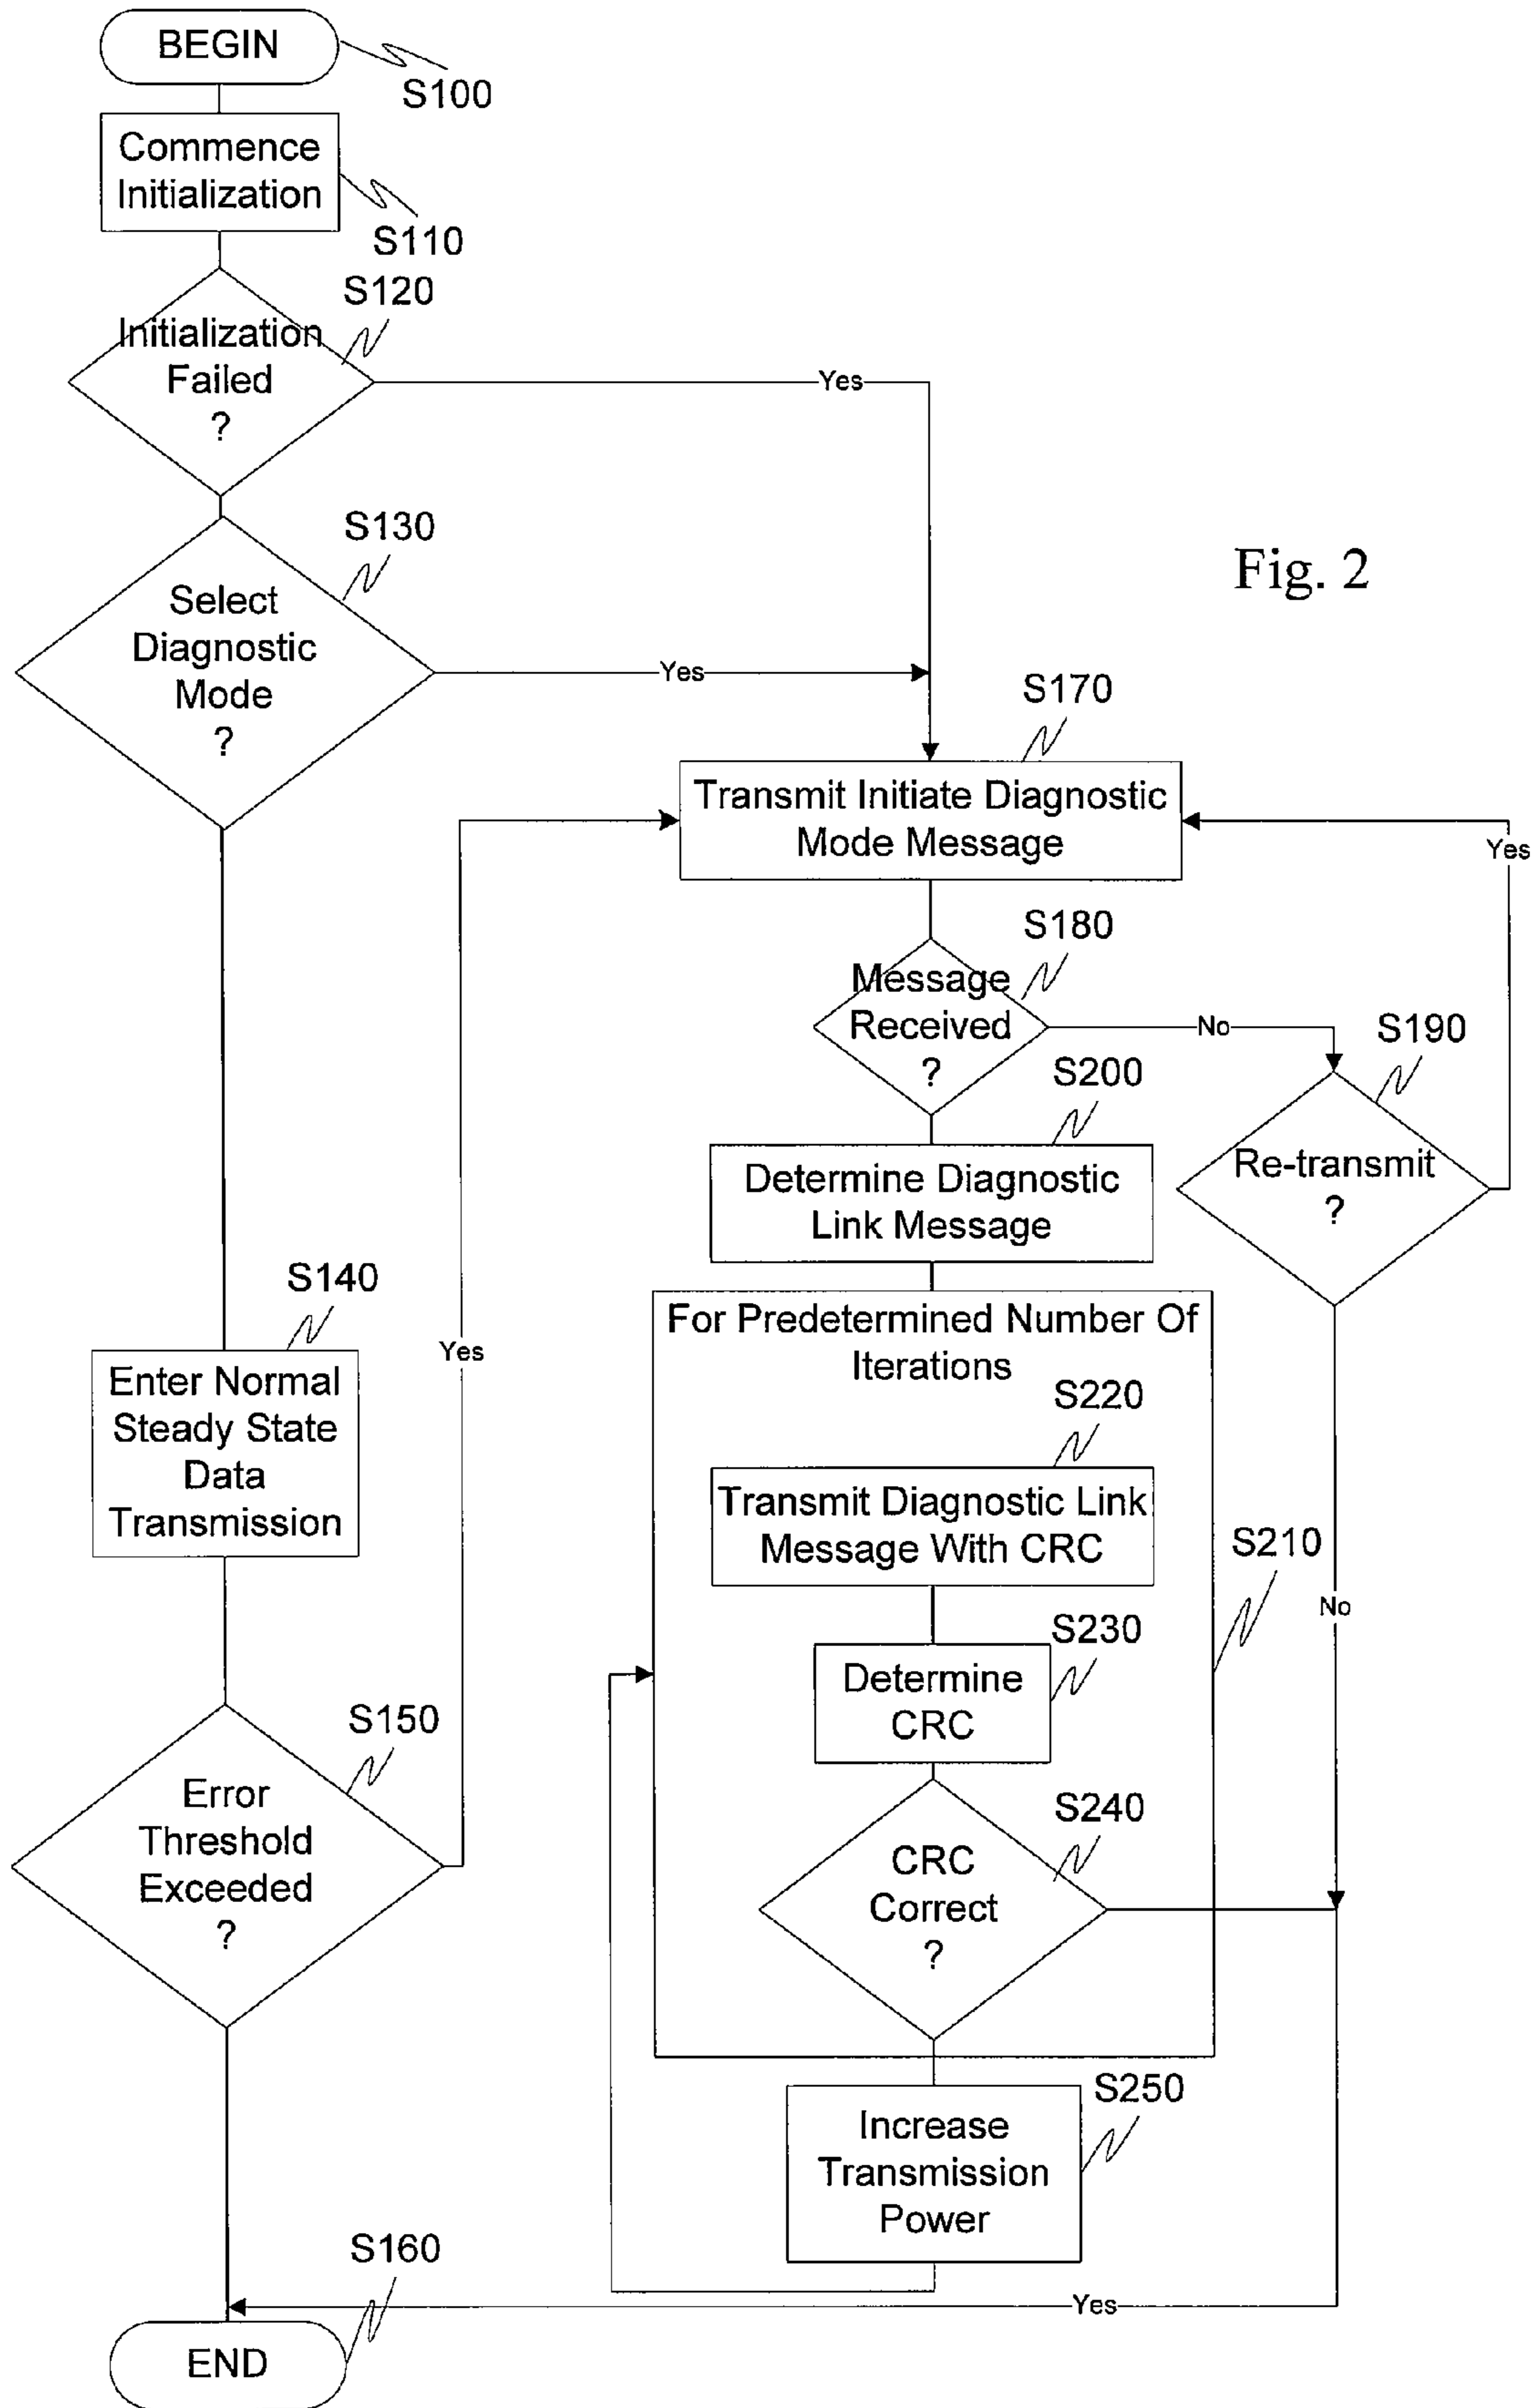 BEGIN
S100
Commence
Initialization
S110
S120
Initialization
Failed
?
Yes
S130
Select
Diagnostic
Mode
?
Yes
Fig. 2
S170
Transmit Initiate Diagnostic
Mode Message
Yes
S180
Message
Received
?
No
S190
Re-transmit
?
No
S200
Determine Diagnostic
Link Message
For Predetermined Number Of
Iterations
S210
S220
Transmit Diagnostic Link
Message With CRC
S230
Determine
CRC
S240
CRC
Correct
?
S250
Increase
Transmission
Power
Yes
S140
Enter Normal
Steady State
Data
Transmission
Yes
S150
Error
Threshold
Exceeded
?
S160
END